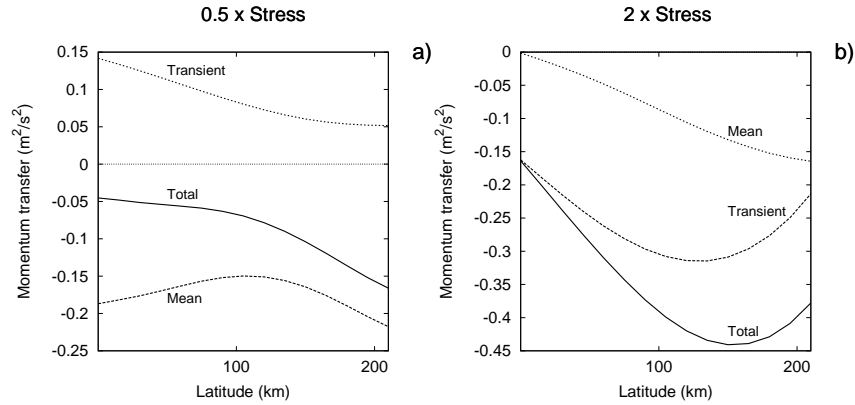 0.5 x Stress
a)
Momentum transfer (m2/s2)
0.15
0.1
0.05
0
-0.05
-0.1
-0.15
-0.2
-0.25
Transient
Total
Mean
100
200
Latitude (km)
2 x Stress
b)
Momentum transfer (m2/s2)
0
-0.05
-0.1
-0.15
-0.2
-0.25
-0.3
-0.35
-0.4
-0.45
Mean
Transient
Total
100
200
Latitude (km)